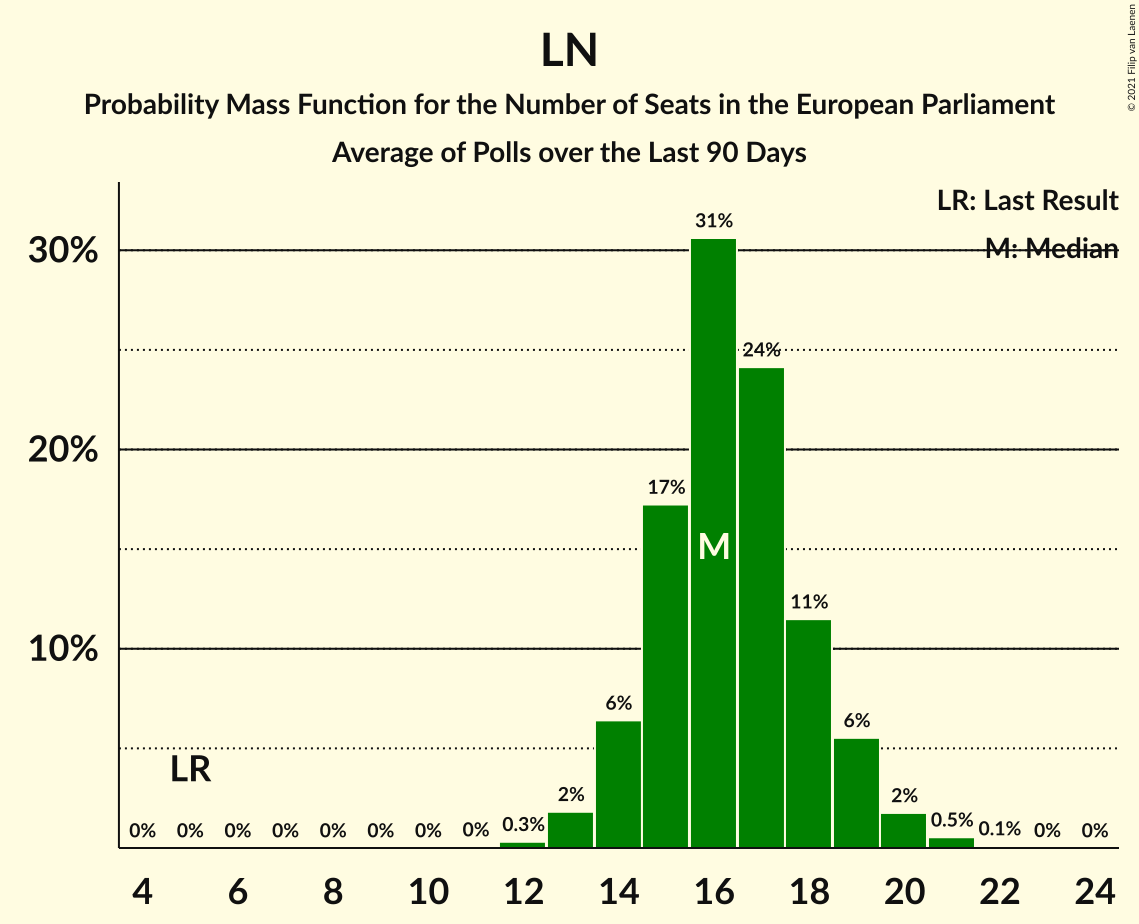 LN
Probability Mass Function for the Number of Seats in the European Parliament
Average of Polls over the Last 90 Days
© 2021 Filip van Laenen
LR: Last Result
M: Median
30%
20%
10%
31%
24%
17%
M
11%
6%
6%
LR
2%
2%
0% 0% 0% 0% 0% 0% 0% 0% 0.3% 0.5% 0.1% 0% 0%
4 6 8 10 12 14 16 18 20 22 24